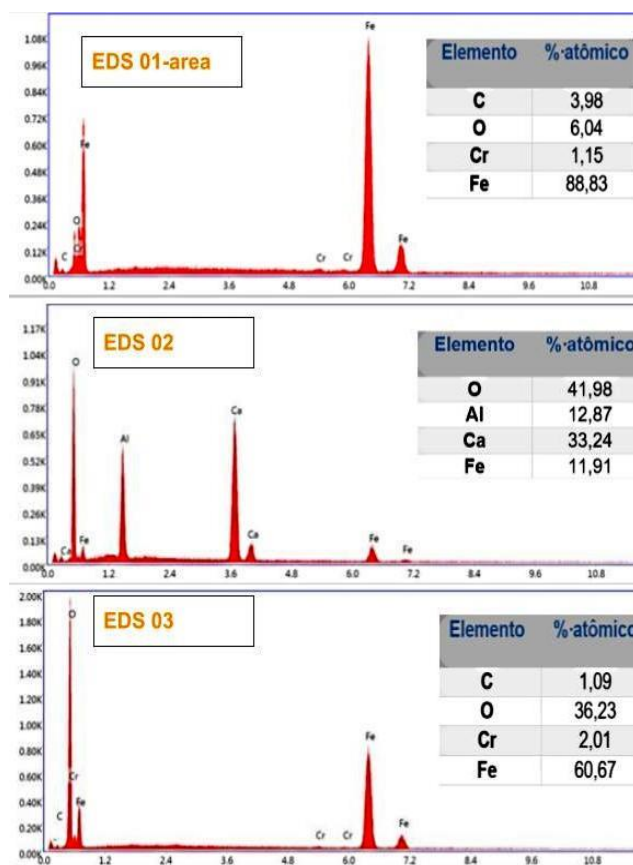 EDS 01-area
Elemento %·atômico
C 3,98
O 6,04
Cr 1,15
Fe 88,83
1.08K
0.96K
0.84K
0.72K
0.60K
0.48K
0.36K
0.24K
0.12K
0.00K
C
O
Cr
Fe
Cr
Cr
Fe
Fe
0.0 1.2 2.4 3.6 4.8 6.0 7.2 8.4 9.6 10.8
EDS 02
Elemento %·atômico
O 41,98
Al 12,87
Ca 33,24
Fe 11,91
1.17K
1.04K
0.91K
0.78K
0.65K
0.52K
0.39K
0.26K
0.13K
0.00K
Ca
O
Fe
Al
Ca
Ca
Fe
Fe
0.0 1.2 2.4 3.6 4.8 6.0 7.2 8.4 9.6 10.8
EDS 03
Elemento %·atômico
C 1,09
O 36,23
Cr 2,01
Fe 60,67
2.00K
1.80K
1.60K
1.40K
1.20K
1.00K
0.80K
0.60K
0.40K
0.20K
0.00K
C
O
Cr
Fe
Cr
Cr
Fe
Fe
0.0 1.2 2.4 3.6 4.8 6.0 7.2 8.4 9.6 10.8